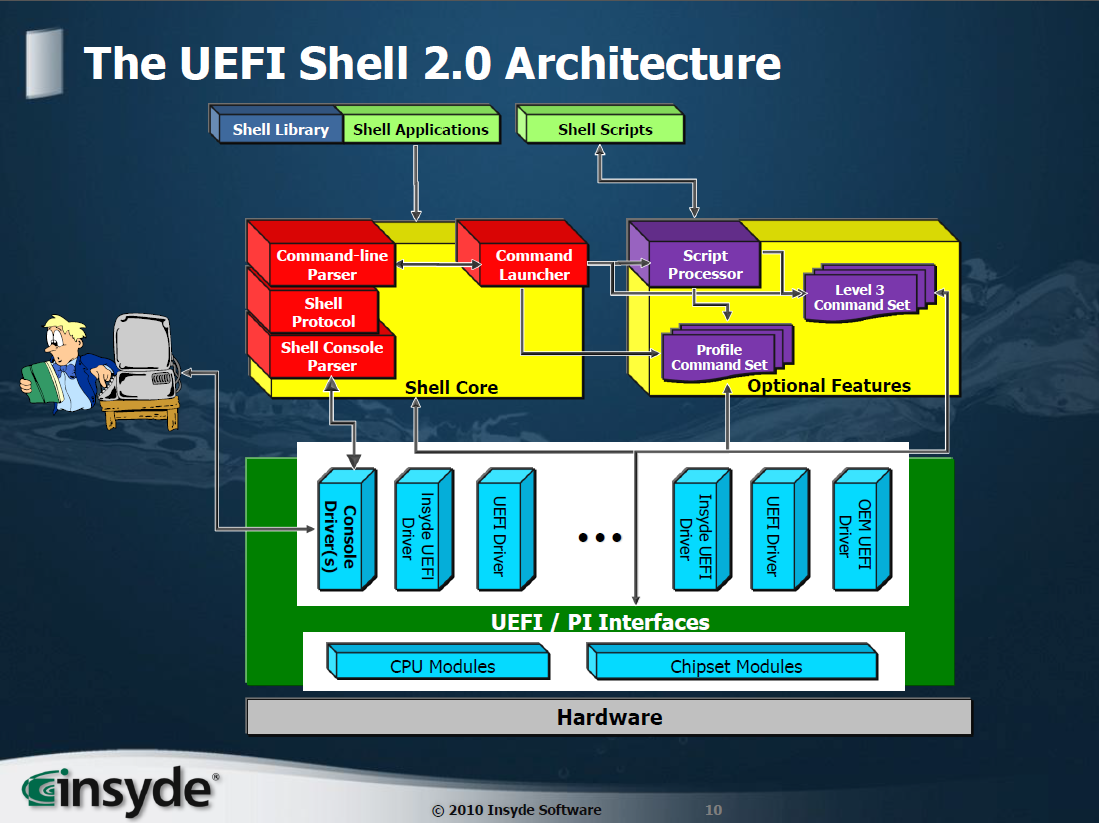 The UEFI Shell 2.0 Architecture
Shell Library
Shell Applications
Shell Scripts
Command-line
Parser
Command
Launcher
Script
Processor
Level 3
Command Set
Shell
Protocol
Shell Console
Parser
Profile
Command Set
Shell Core
Optional Features
Console
Driver(s)
Insyde UEFI
Driver
UEFI Driver
•••
Insyde UEFI
Driver
UEFI Driver
OEM UEFI
Driver
UEFI / PI Interfaces
CPU Modules
Chipset Modules
Hardware
insyde®
© 2010 Insyde Software
10